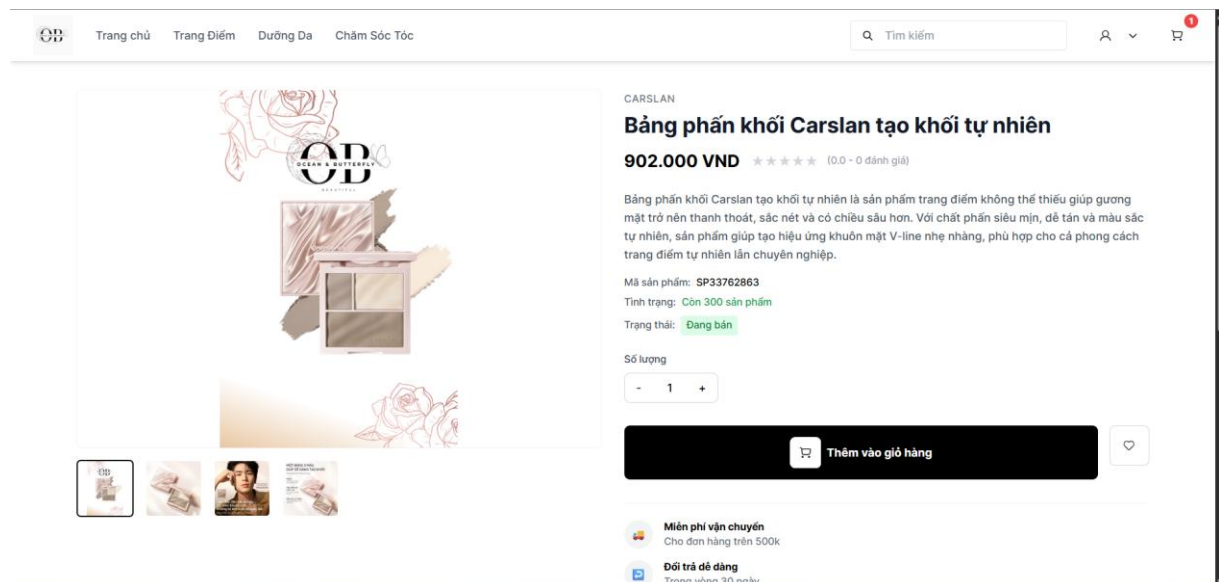 OB
Trang chủ Trang Điểm Dưỡng Da Chăm Sóc Tóc
Tìm kiếm
1
OB
OCEAN & BUTTERFLY
BEAUTIFUL
CARSLAN
Bảng phấn khối Carslan tạo khối tự nhiên
902.000 VND ★★★★★ (0.0 - 0 đánh giá)
Bảng phấn khối Carslan tạo khối tự nhiên là sản phẩm trang điểm không thể thiếu giúp gương
mặt trở nên thanh thoát, sắc nét và có chiều sâu hơn. Với chất phấn siêu mịn, dễ tán và màu sắc
tự nhiên, sản phẩm giúp tạo hiệu ứng khuôn mặt V-line nhẹ nhàng, phù hợp cho cả phong cách
trang điểm tự nhiên lẫn chuyên nghiệp.
Mã sản phẩm: SP33762863
Tình trạng: Còn 300 sản phẩm
Trạng thái: Đang bán
Số lượng
- 1 +
Thêm vào giỏ hàng
Miễn phí vận chuyển
Cho đơn hàng trên 500k
Đổi trả dễ dàng
Trong vòng 30 ngày